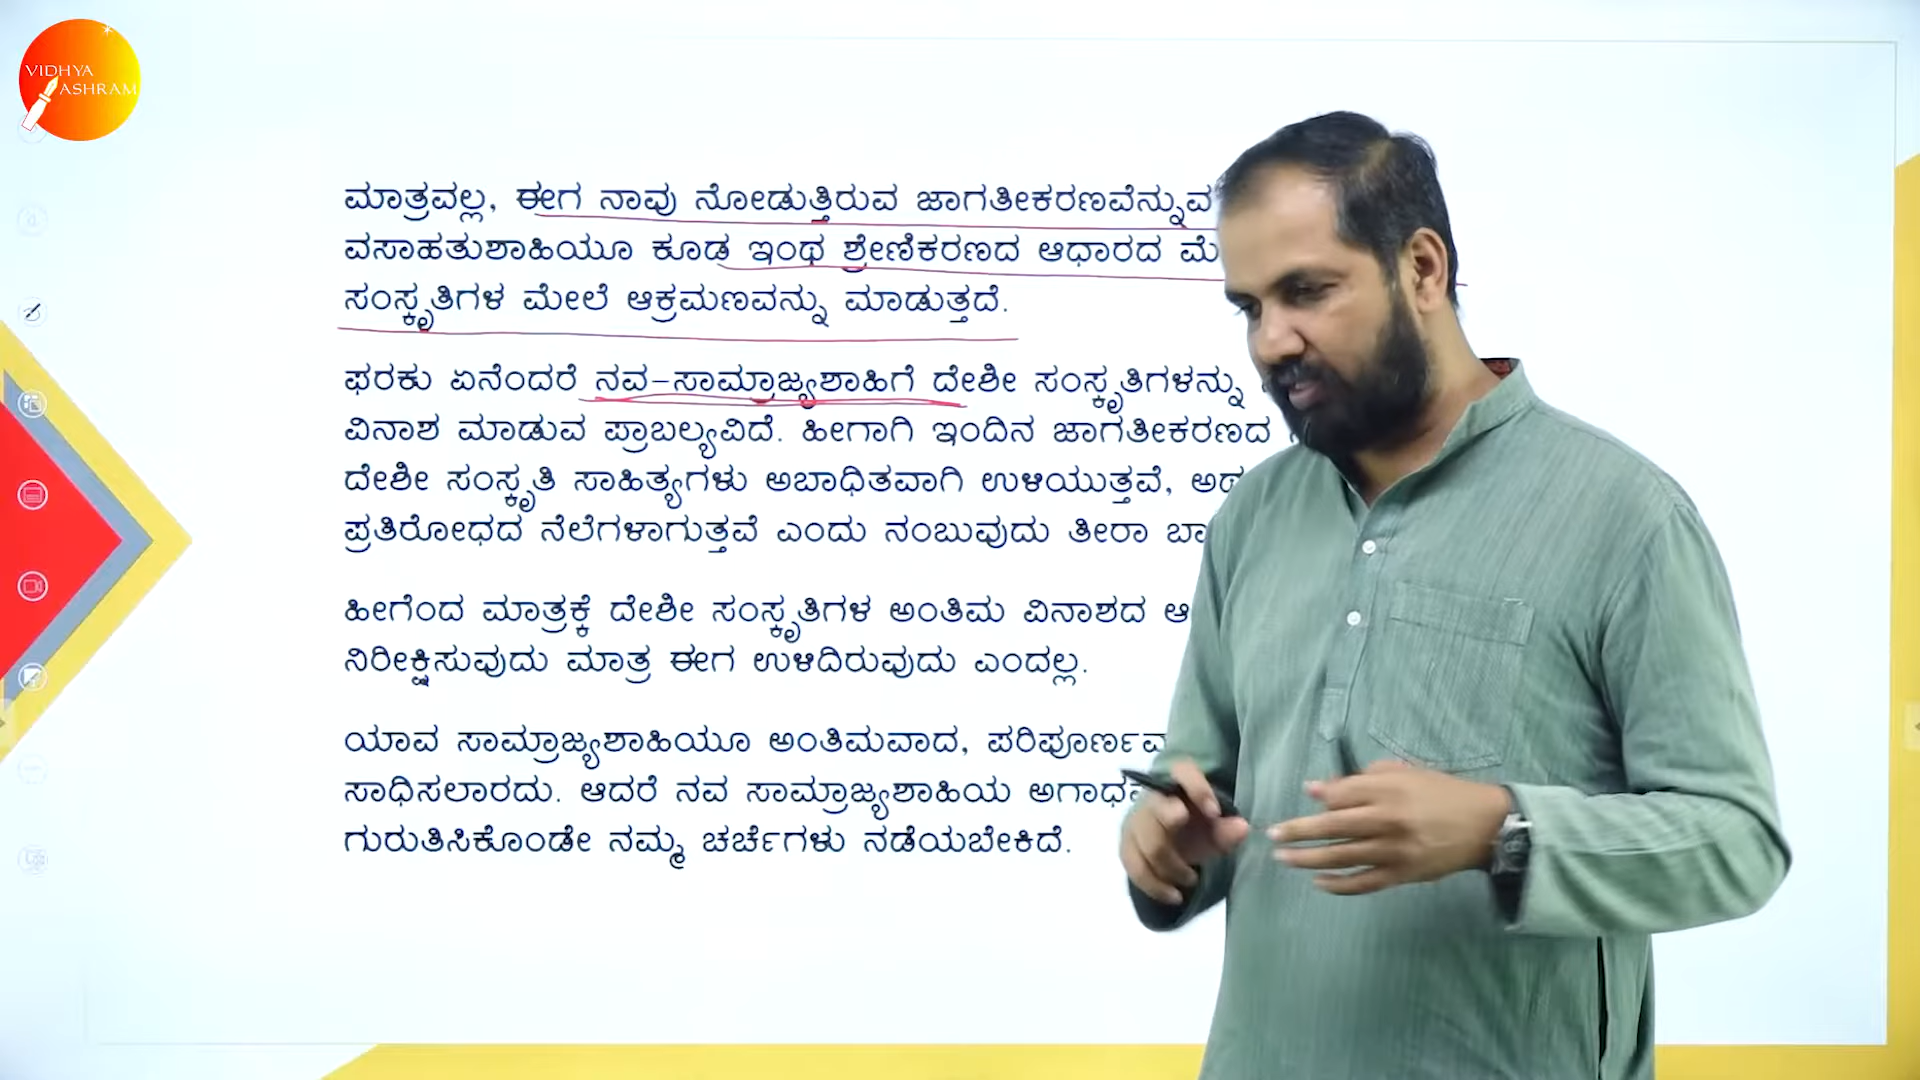 VIDHYA
ASHRAM
ಮಾತ್ರವಲ್ಲ, ಈಗ ನಾವು ನೋಡುತ್ತಿರುವ ಜಾಗತೀಕರಣವೆನ್ನುವ
ವಸಾಹತುಶಾಹಿಯೂ ಕೂಡ ಇಂಥ ಶ್ರೇಣಿಕರಣದ ಆಧಾರದ
ಸಂಸ್ಕೃತಿಗಳ ಮೇಲೆ ಆಕ್ರಮಣವನ್ನು ಮಾಡುತ್ತದೆ.
ಫರಕು ಏನೆಂದರೆ ನವ-ಸಾಮ್ರಾಜ್ಯಶಾಹಿಗೆ ದೇಶೀ ಸಂಸ್ಕೃತಿಗಳನ್ನು
ವಿನಾಶ ಮಾಡುವ ಪ್ರಾಬಲ್ಯವಿದೆ. ಹೀಗಾಗಿ ಇಂದಿನ ಜಾಗತೀಕರಣದ
ದೇಶೀ ಸಂಸ್ಕೃತಿ ಸಾಹಿತ್ಯಗಳು ಅಬಾಧಿತವಾಗಿ ಉಳಿಯುತ್ತವೆ,
ಪ್ರತಿರೋಧದ ನೆಲೆಗಳಾಗುತ್ತವೆ ಎಂದು ನಂಬುವುದು ತೀರಾ
ಹೀಗೆಂದ ಮಾತ್ರಕ್ಕೆ ದೇಶೀ ಸಂಸ್ಕೃತಿಗಳ ಅಂತಿಮ ವಿನಾಶದ
ನಿರೀಕ್ಷಿಸುವುದು ಮಾತ್ರ ಈಗ ಉಳಿದಿರುವುದು ಎಂದಲ್ಲ.
ಯಾವ ಸಾಮ್ರಾಜ್ಯಶಾಹಿಯೂ ಅಂತಿಮವಾದ,
ಸಾಧಿಸಲಾರದು. ಆದರೆ ನವ ಸಾಮ್ರಾಜ್ಯಶಾಹಿಯ
ಗುರುತಿಸಿಕೊಂಡೇ ನಮ್ಮ ಚರ್ಚೆಗಳು ನಡೆಯಬೇಕಿದೆ.